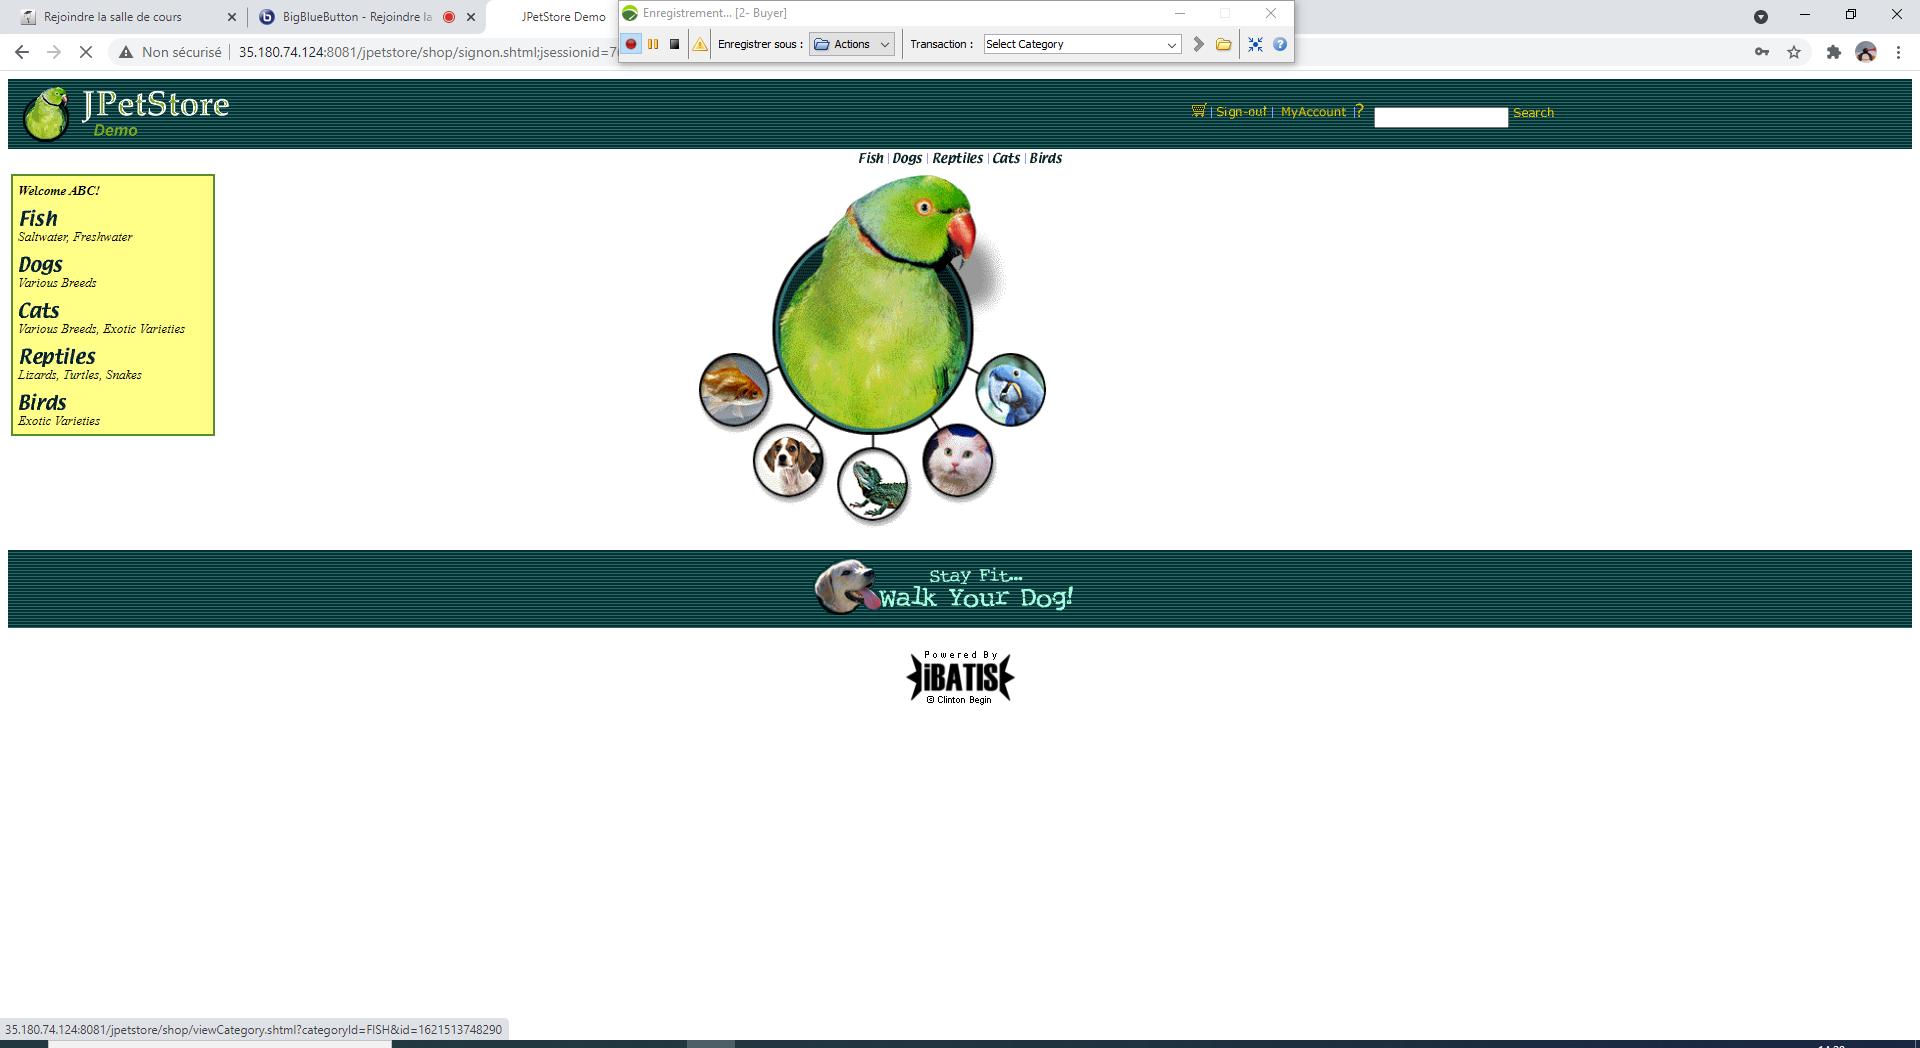 Rejoindre la salle de cours
BigBlueButton - Rejoindre la
JPetStore Demo
Enregistrement... [2- Buyer]
Enregistrer sous :
Actions
Transaction :
Select Category
Non sécurisé
35.180.74.124:8081/jpetstore/shop/signon.shtml;jsessionid=7
JPetStore
Demo
| Sign-out | MyAccount | ?
Search
Fish | Dogs | Reptiles | Cats | Birds
Welcome ABC!
Fish
Saltwater, Freshwater
Dogs
Various Breeds
Cats
Various Breeds, Exotic Varieties
Reptiles
Lizards, Turtles, Snakes
Birds
Exotic Varieties
Stay Fit...
Walk Your Dog!
Powered By
iBATIS
© Clinton Begin
35.180.74.124:8081/jpetstore/shop/viewCategory.shtml?categoryId=FISH&id=1621513748290